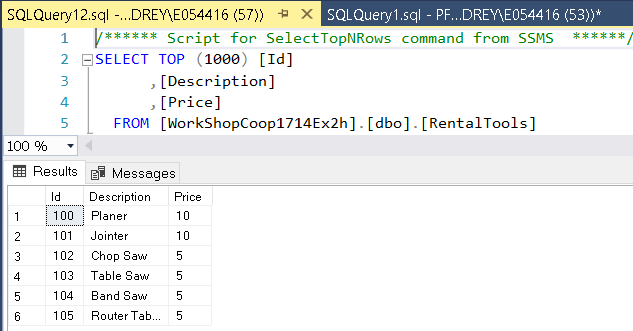 SQLQuery12.sql -...DREY\E054416 (57)) SQLQuery1.sql - PF...DREY\E054416 (53))*
1 /****** Script for SelectTopNRows command from SSMS ******/
2 SELECT TOP (1000) [Id]
3 ,[Description]
4 ,[Price]
5 FROM [WorkShopCoop1714Ex2h].[dbo].[RentalTools]
100 %
Results Messages
Id Description Price
1 100 Planer 10
2 101 Jointer 10
3 102 Chop Saw 5
4 103 Table Saw 5
5 104 Band Saw 5
6 105 Router Tab... 5